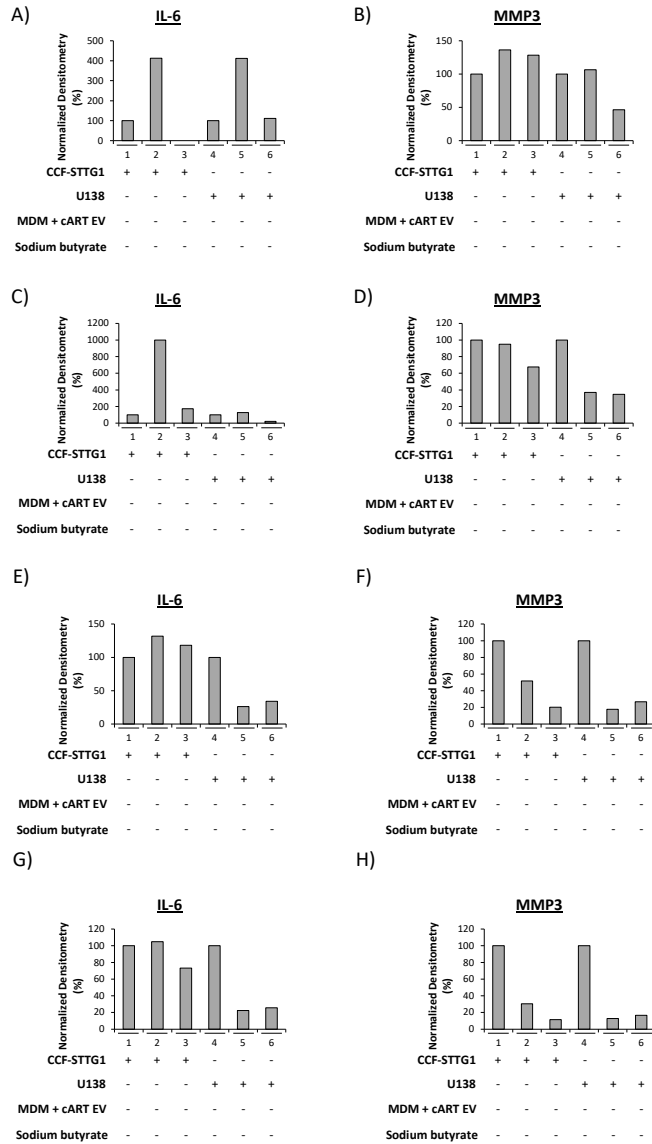 A)
IL-6
Normalized Densitometry
(%)
500
400
300
200
100
0
1 2 3 4 5 6
CCF-STTG1 + + + - - -
U138 - - - + + +
MDM + cART EV - - - - - -
Sodium butyrate - - - - - -
B)
MMP3
Normalized Densitometry
(%)
150
100
50
0
1 2 3 4 5 6
CCF-STTG1 + + + - - -
U138 - - - + + +
MDM + cART EV - - - - - -
Sodium butyrate - - - - - -
C)
IL-6
Normalized Densitometry
(%)
1200
1000
800
600
400
200
0
1 2 3 4 5 6
CCF-STTG1 + + + - - -
U138 - - - + + +
MDM + cART EV - - - - - -
Sodium butyrate - - - - - -
D)
MMP3
Normalized Densitometry
(%)
120
100
80
60
40
20
0
1 2 3 4 5 6
CCF-STTG1 + + + - - -
U138 - - - + + +
MDM + cART EV - - - - - -
Sodium butyrate - - - - - -
E)
IL-6
Normalized Densitometry
(%)
150
100
50
0
1 2 3 4 5 6
CCF-STTG1 + + + - - -
U138 - - - + + +
MDM + cART EV - - - - - -
Sodium butyrate - - - - - -
F)
MMP3
Normalized Densitometry
(%)
120
100
80
60
40
20
0
1 2 3 4 5 6
CCF-STTG1 + + + - - -
U138 - - - + + +
MDM + cART EV - - - - - -
Sodium butyrate - - - - - -
G)
IL-6
Normalized Densitometry
(%)
120
100
80
60
40
20
0
1 2 3 4 5 6
CCF-STTG1 + + + - - -
U138 - - - + + +
MDM + cART EV - - - - - -
Sodium butyrate - - - - - -
H)
MMP3
Normalized Densitometry
(%)
120
100
80
60
40
20
0
1 2 3 4 5 6
CCF-STTG1 + + + - - -
U138 - - - + + +
MDM + cART EV - - - - - -
Sodium butyrate - - - - - -